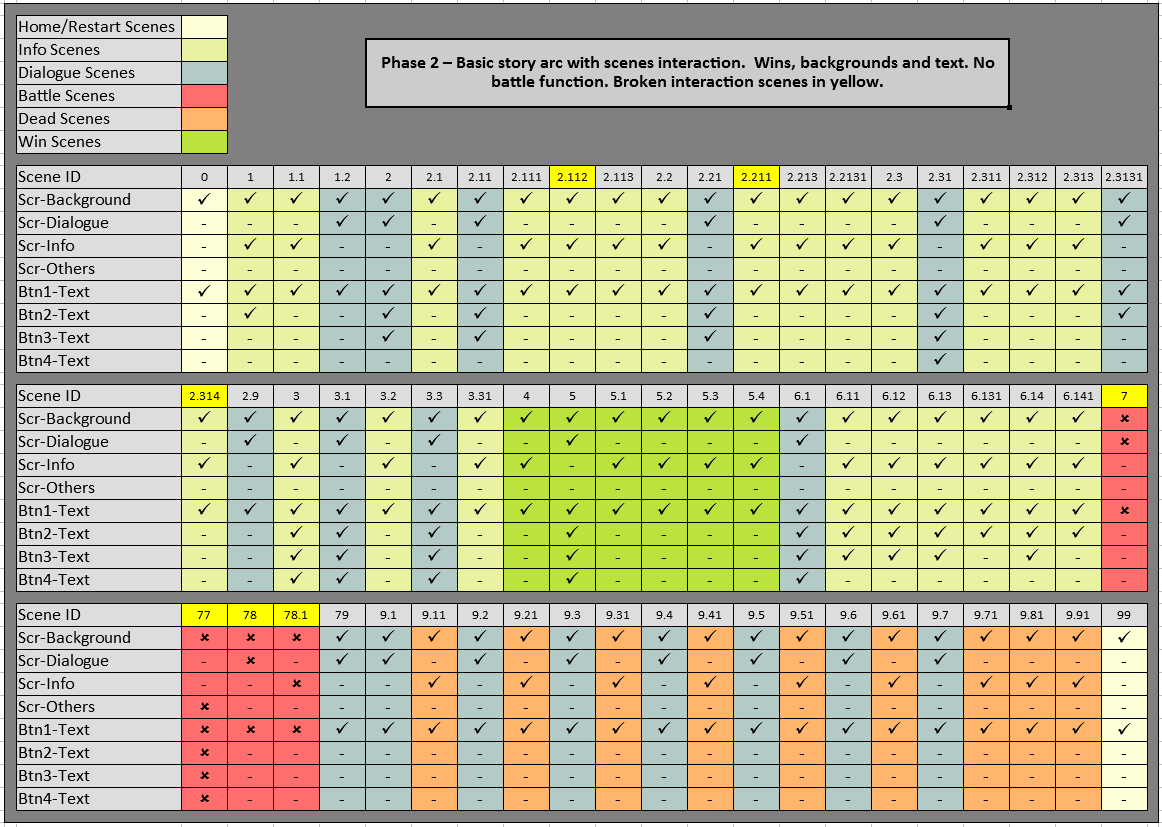 Home/Restart Scenes
Info Scenes
Dialogue Scenes
Battle Scenes
Dead Scenes
Win Scenes
Phase 2 – Basic story arc with scenes interaction. Wins, backgrounds and text. No
battle function. Broken interaction scenes in yellow.
Scene ID 0 1 1.1 1.2 2 2.1 2.11 2.111 2.112 2.113 2.2 2.21 2.211 2.213 2.2131 2.3 2.31 2.311 2.312 2.313 2.3131
Scr-Background ✓ ✓ ✓ ✓ ✓ ✓ ✓ ✓ ✓ ✓ ✓ ✓ ✓ ✓ ✓ ✓ ✓ ✓ ✓ ✓ ✓
Scr-Dialogue - - - ✓ ✓ - ✓ - - - - ✓ - - - - ✓ - - - ✓
Scr-Info - ✓ ✓ - - ✓ - ✓ ✓ ✓ ✓ - ✓ ✓ ✓ ✓ - ✓ ✓ ✓ -
Scr-Others - - - - - - - - - - - - - - - - - - - - -
Btn1-Text ✓ ✓ ✓ ✓ ✓ ✓ ✓ ✓ ✓ ✓ ✓ ✓ ✓ ✓ ✓ ✓ ✓ ✓ ✓ ✓ ✓
Btn2-Text - ✓ - - ✓ - ✓ - - - - ✓ - - - - ✓ - - - ✓
Btn3-Text - - - - ✓ - ✓ - - - - ✓ - - - - ✓ - - - -
Btn4-Text - - - - - - - - - - - - - - - - ✓ - - - -
Scene ID 2.314 2.9 3 3.1 3.2 3.3 3.31 4 5 5.1 5.2 5.3 5.4 6.1 6.11 6.12 6.13 6.131 6.14 6.141 7
Scr-Background ✓ ✓ ✓ ✓ ✓ ✓ ✓ ✓ ✓ ✓ ✓ ✓ ✓ ✓ ✓ ✓ ✓ ✓ ✓ ✓ ✖
Scr-Dialogue - ✓ - ✓ - ✓ - - ✓ - - - - ✓ - - - - - - ✖
Scr-Info ✓ - ✓ - ✓ - ✓ ✓ - ✓ ✓ ✓ ✓ - ✓ ✓ ✓ ✓ ✓ ✓ -
Scr-Others - - - - - - - - - - - - - - - - - - - - -
Btn1-Text ✓ ✓ ✓ ✓ ✓ ✓ ✓ ✓ ✓ ✓ ✓ ✓ ✓ ✓ ✓ ✓ ✓ ✓ ✓ ✓ ✖
Btn2-Text - - ✓ ✓ - ✓ - - ✓ - - - - ✓ ✓ ✓ ✓ ✓ ✓ ✓ -
Btn3-Text - - ✓ ✓ - ✓ - - ✓ - - - - ✓ ✓ ✓ ✓ - ✓ - -
Btn4-Text - - ✓ ✓ - ✓ - - ✓ - - - - ✓ - - - - - - -
Scene ID 77 78 78.1 79 9.1 9.11 9.2 9.21 9.3 9.31 9.4 9.41 9.5 9.51 9.6 9.61 9.7 9.71 9.81 9.91 99
Scr-Background ✖ ✖ ✖ ✓ ✓ ✓ ✓ ✓ ✓ ✓ ✓ ✓ ✓ ✓ ✓ ✓ ✓ ✓ ✓ ✓ ✓
Scr-Dialogue - ✖ - ✓ ✓ - ✓ - ✓ - ✓ - ✓ - ✓ - ✓ - - - -
Scr-Info - - ✖ - - ✓ - ✓ - ✓ - ✓ - ✓ - ✓ - ✓ ✓ ✓ -
Scr-Others ✖ - - - - - - - - - - - - - - - - - - - -
Btn1-Text ✖ ✖ ✖ ✓ ✓ ✓ ✓ ✓ ✓ ✓ ✓ ✓ ✓ ✓ ✓ ✓ ✓ ✓ ✓ ✓ ✓
Btn2-Text ✖ - - - - - - - - - - - - - - - - - - - -
Btn3-Text ✖ - - - - - - - - - - - - - - - - - - - -
Btn4-Text ✖ - - - - - - - - - - - - - - - - - - - -